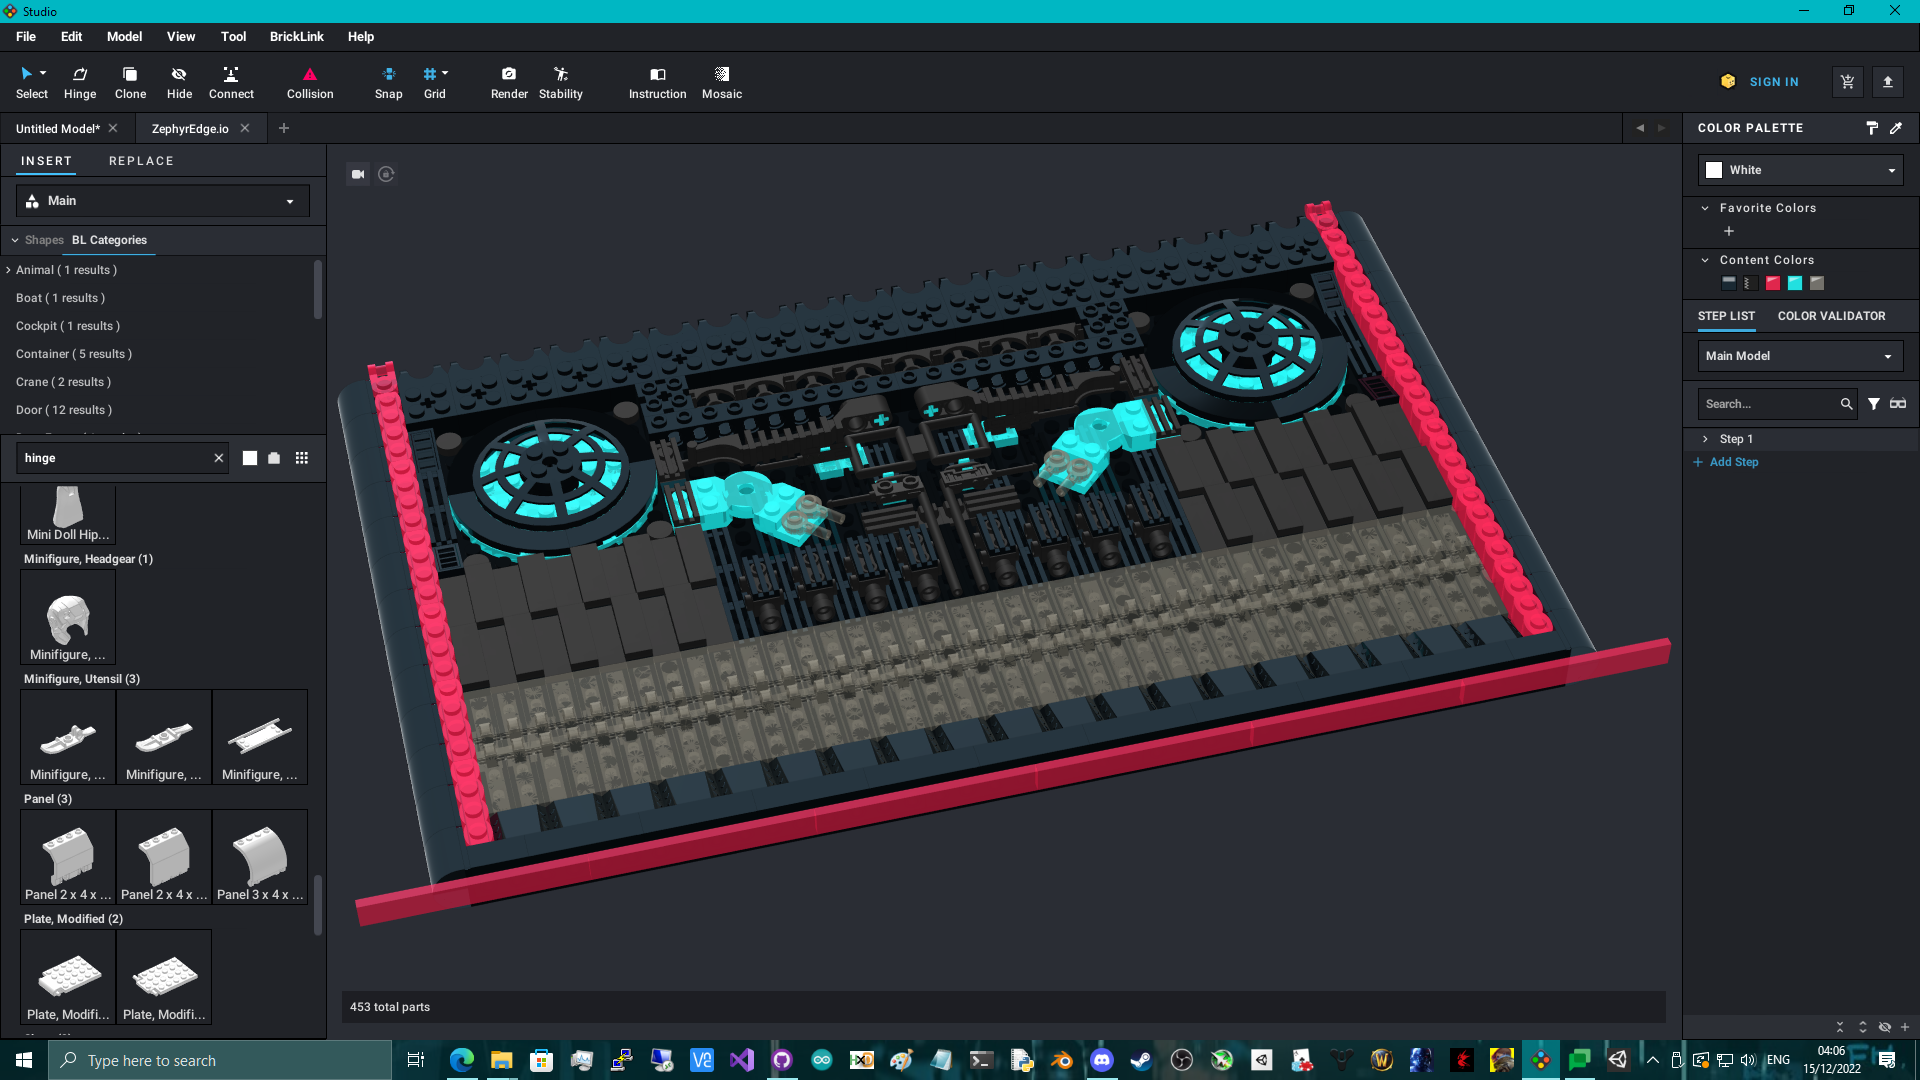 Studio
File Edit Model View Tool BrickLink Help
Select Hinge Clone Hide Connect Collision Snap Grid Render Stability Instruction Mosaic
SIGN IN
Untitled Model* ZephyrEdge.io
INSERT REPLACE
Main
Shapes BL Categories
Animal ( 1 results )
Boat ( 1 results )
Cockpit ( 1 results )
Container ( 5 results )
Crane ( 2 results )
Door ( 12 results )
hinge
Mini Doll Hip...
Minifigure, Headgear (1)
Minifigure, ...
Minifigure, Utensil (3)
Minifigure, ... Minifigure, ... Minifigure, ...
Panel (3)
Panel 2 x 4 x ... Panel 2 x 4 x ... Panel 3 x 4 x ...
Plate, Modified (2)
Plate, Modifi... Plate, Modifi...
453 total parts
COLOR PALETTE
White
Favorite Colors
Content Colors
STEP LIST COLOR VALIDATOR
Main Model
Search...
Step 1
Add Step
Type here to search
ENG
04:06
15/12/2022